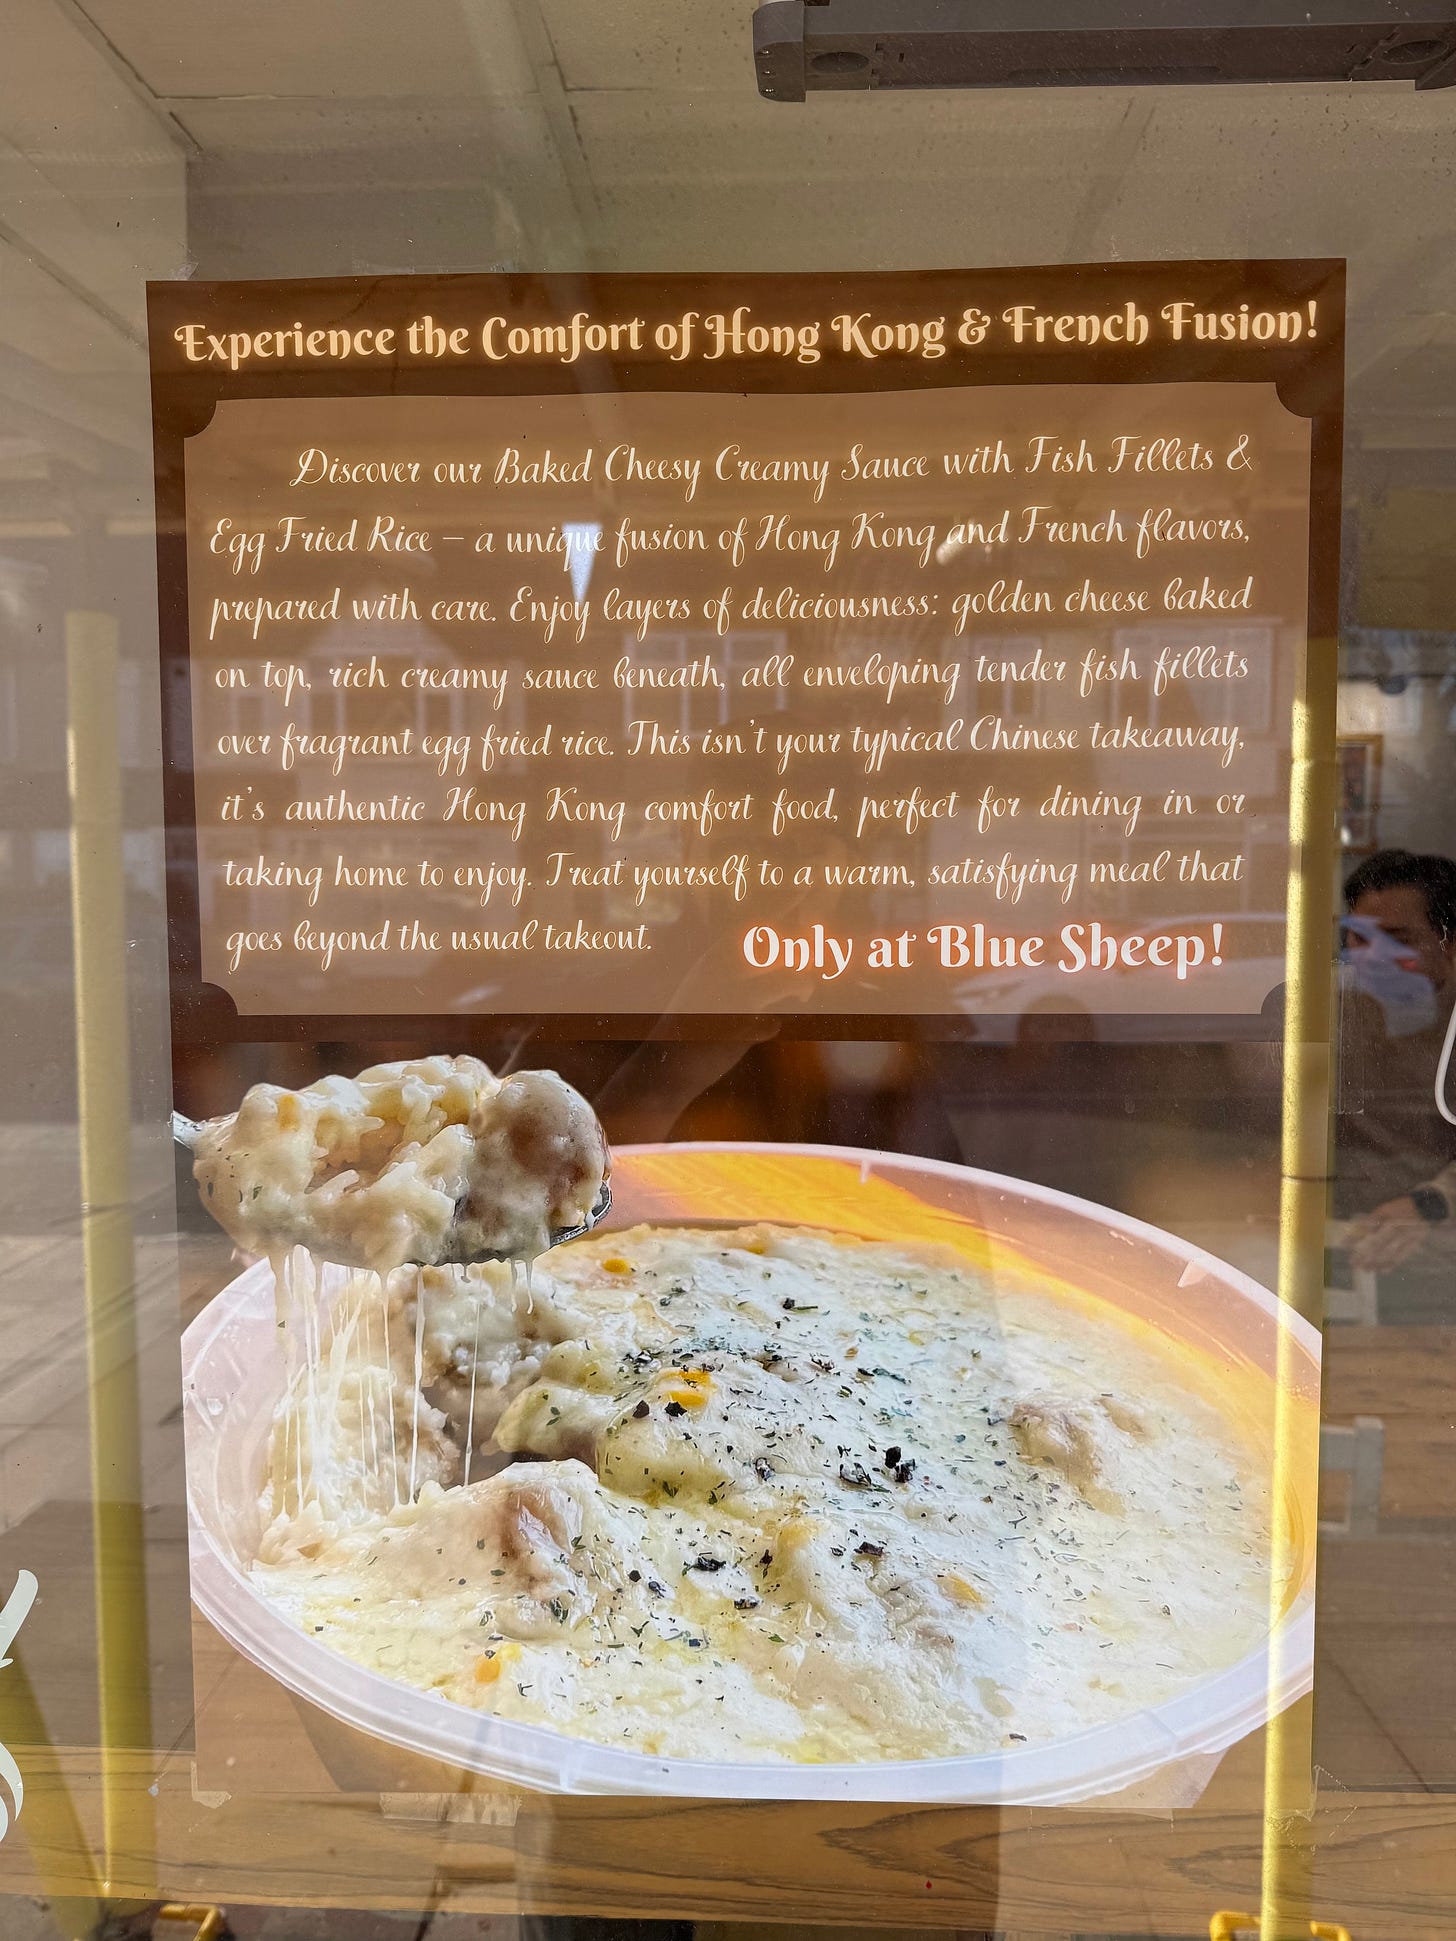 Experience the Comfort of Hong Kong & French Fusion!
Discover our Baked Cheesy Creamy Sauce with Fish Fillets &
Egg Fried Rice – a unique fusion of Hong Kong and French flavors,
prepared with care. Enjoy layers of deliciousness: golden cheese baked
on top, rich creamy sauce beneath, all enveloping tender fish fillets
over fragrant egg fried rice. This isn't your typical Chinese takeaway,
it's authentic Hong Kong comfort food, perfect for dining in or
taking home to enjoy. Treat yourself to a warm, satisfying meal that
goes beyond the usual takeout. Only at Blue Sheep!